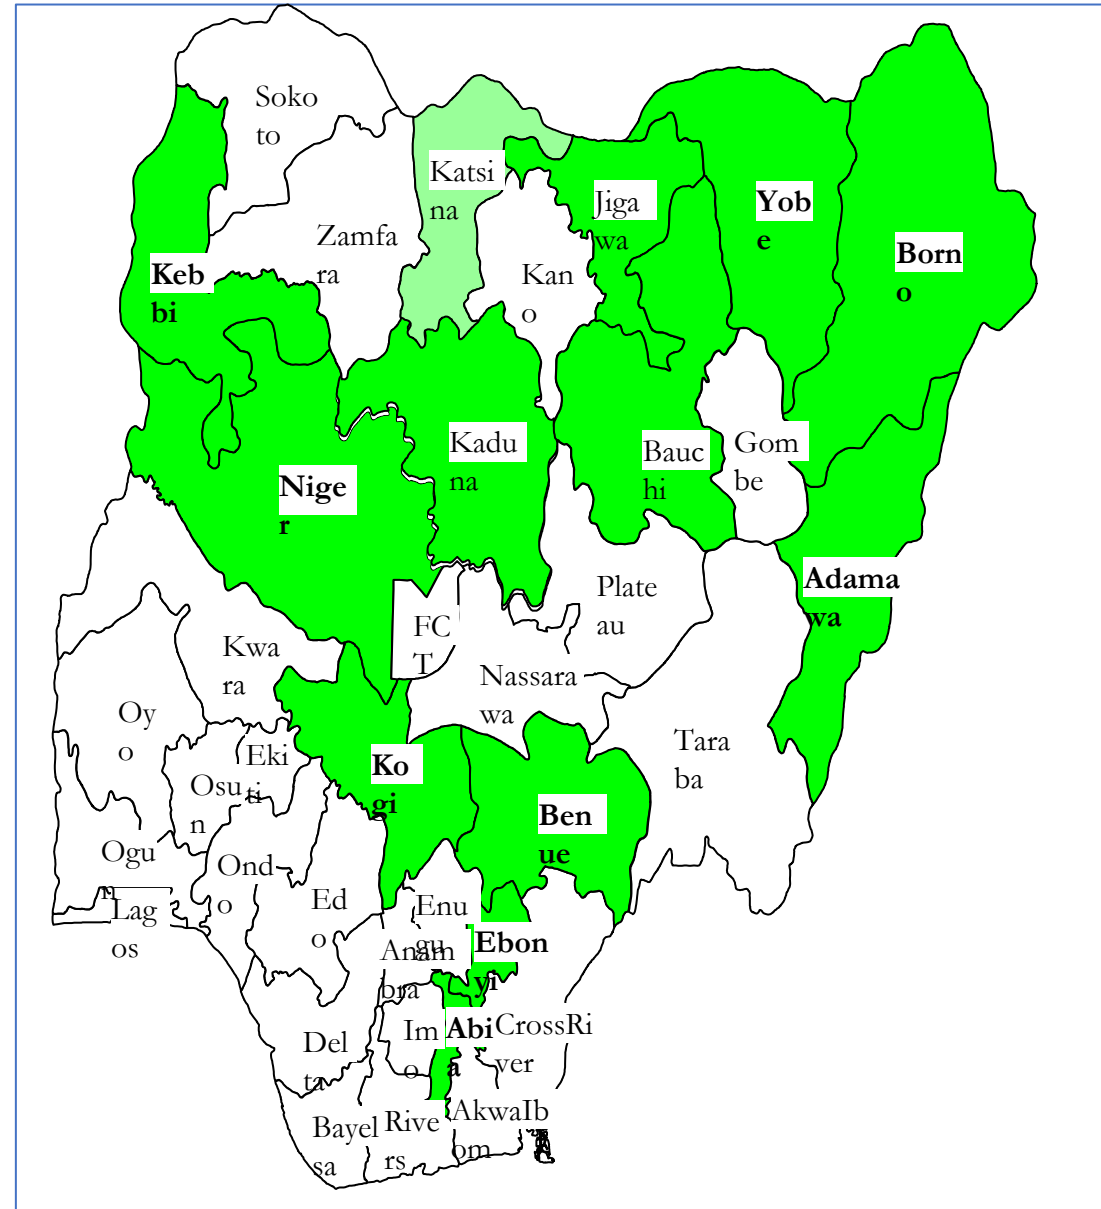 Soko
to
Katsi
na
Jiga
wa
Yob
e
Zamfa
ra
Born
o
Keb
bi
Kan
o
Kadu
na
Bauc
hi
Gom
be
Nige
r
Plate
au
Adama
wa
FC
T
Kwa
ra
Nassara
wa
Oy
o
Tara
ba
Eki
ti
Ko
gi
Osu
n
Ben
ue
Ogu
n
Ond
o
Ed
o
Enu
gu
Lag
os
Ebon
yi
Anam
bra
Im
o
Abi
a
CrossRi
ver
Del
ta
AkwaIb
om
Rive
rs
Bayel
sa